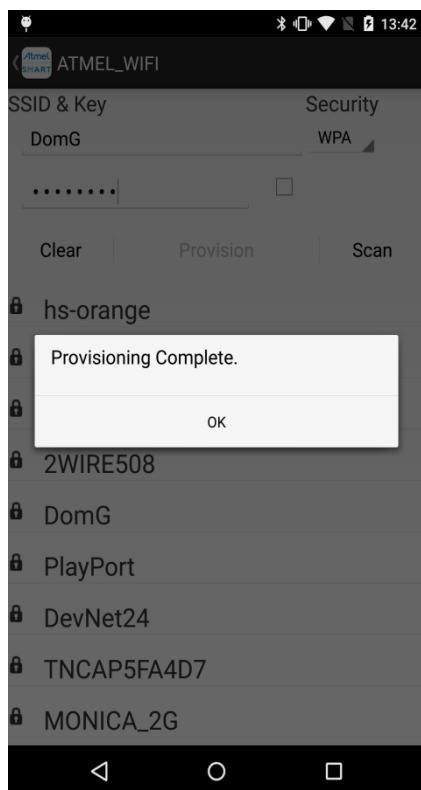 13:42
Atmel SMART ATMEL_WIFI
SSID & Key Security
DomG WPA
••••••••
Clear Provision Scan
hs-orange
Provisioning Complete.
OK
2WIRE508
DomG
PlayPort
DevNet24
TNCAP5FA4D7
MONICA_2G